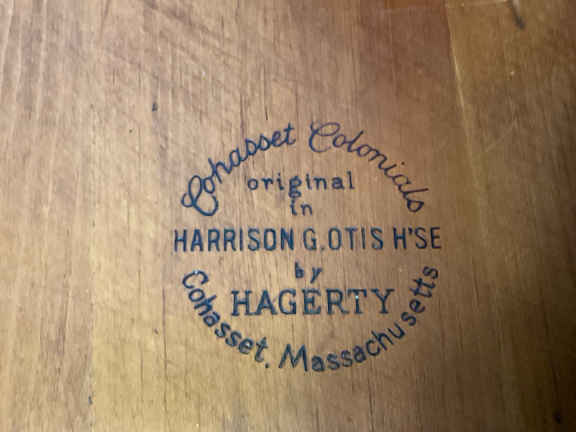 Cohasset Colonials
original
in
HARRISON G. OTIS H'SE
by
HAGERTY
Cohasset, Massachusetts